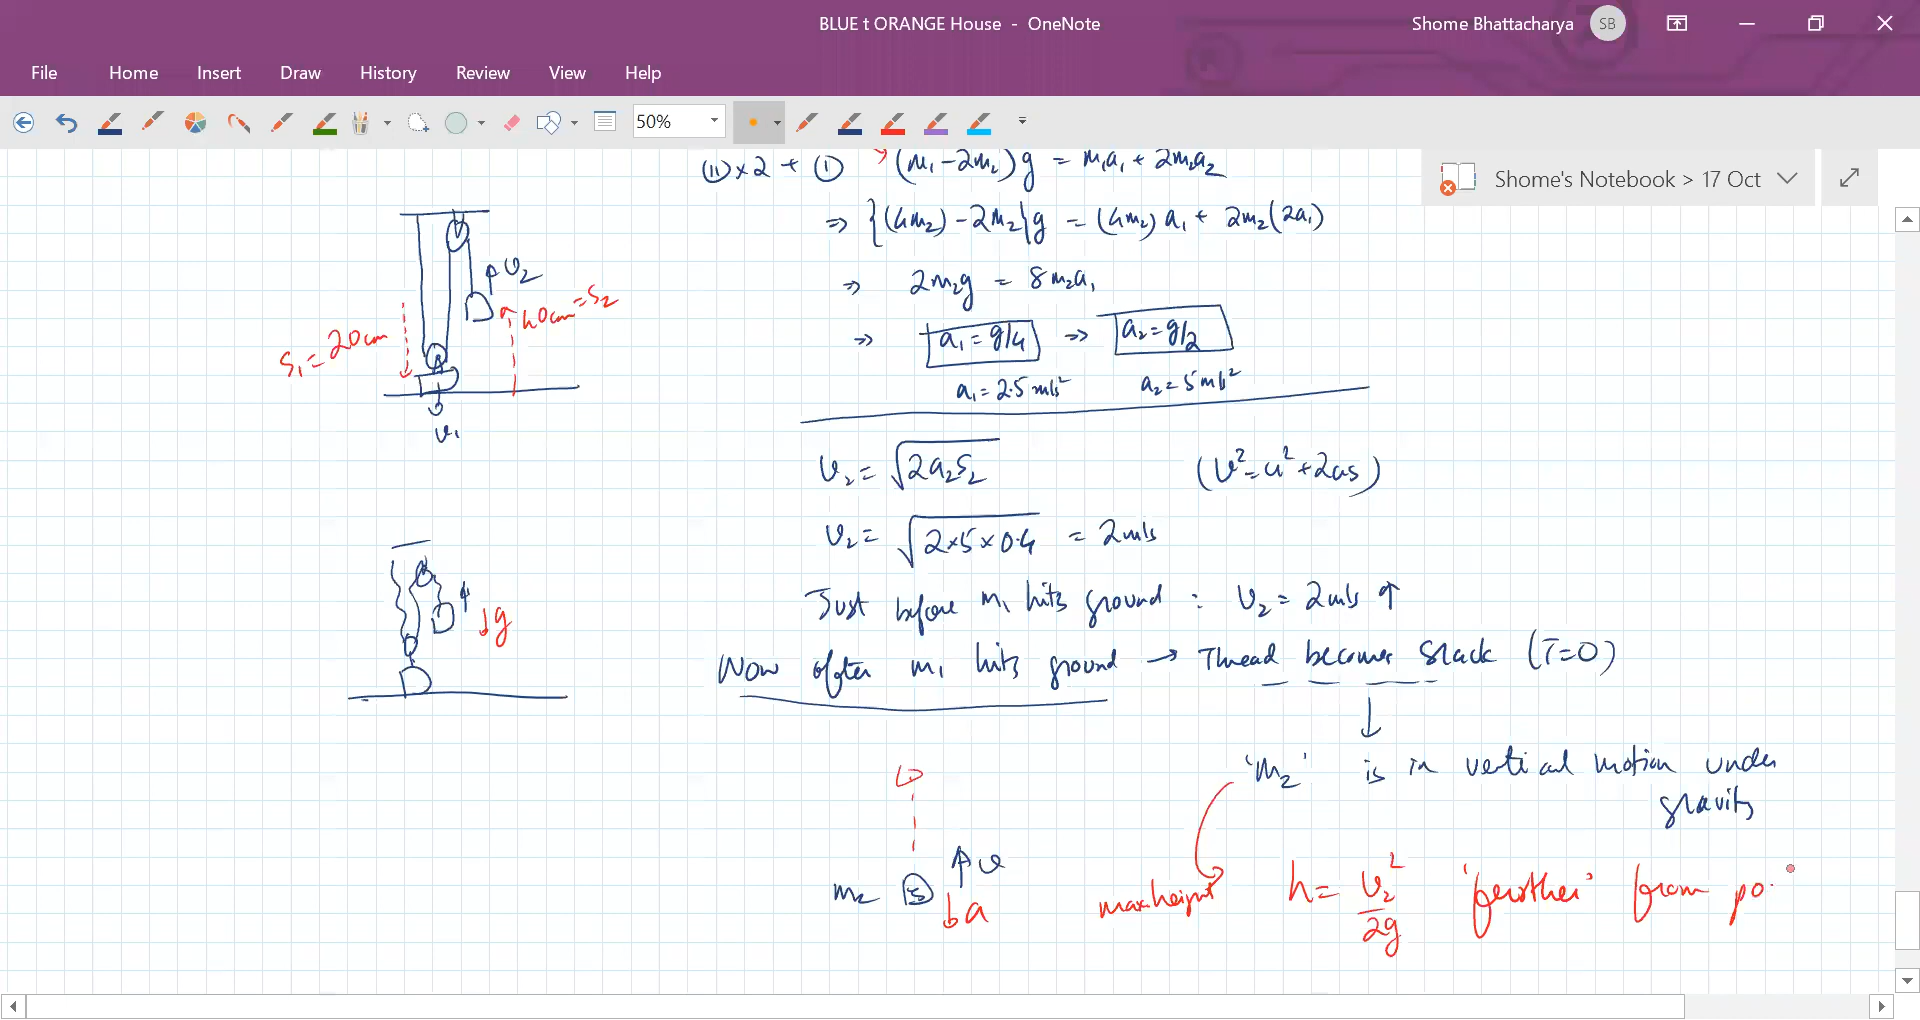 BLUE t ORANGE House - OneNote
Shome Bhattacharya
SB
File Home Insert Draw History Review View Help
50%
Shome's Notebook > 17 Oct
(II)×2 + (I) (m₁-2m₂)g = m₁a₁ + 2m₂a₂
⇒ {(4m₂) - 2m₂}g = (4m₂)a₁ + 2m₂(2a₁)
⇒ 2m₂g = 8m₂a₁
⇒ a₁ = g/4 ⇒ a₂ = g/2
a₁ = 2.5 m/s² a₂ = 5 m/s²
v₂
40cm = S₂
S₁ = 20cm
v₁
v₂ = √2a₂S₂ (v² = u² + 2as)
v₂ = √2×5×0.4 = 2m/s
Just before m₁ hits ground : v₂ = 2m/s ↑
Now after m₁ hits ground → Thread becomes slack (T=0)
↓g
'm₂' is in vertical motion under
gravity
m₂ ↑v
↓a
max height h = v₂²/2g 'further' from po